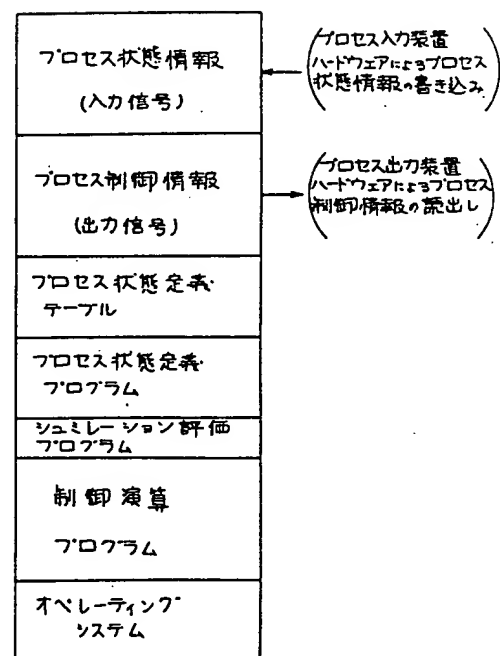 プロセス状態情報
(入力信号)
プロセス入力装置
ハードウェアによるプロセス
状態情報の書き込み
プロセス制御情報
(出力信号)
プロセス出力装置
ハードウェアによるプロセス
制御情報の読出し
プロセス状態定義
テーブル
プロセス状態定義
プログラム
シュミレーション評価
プログラム
制御演算
プログラム
オペレーティング
システム